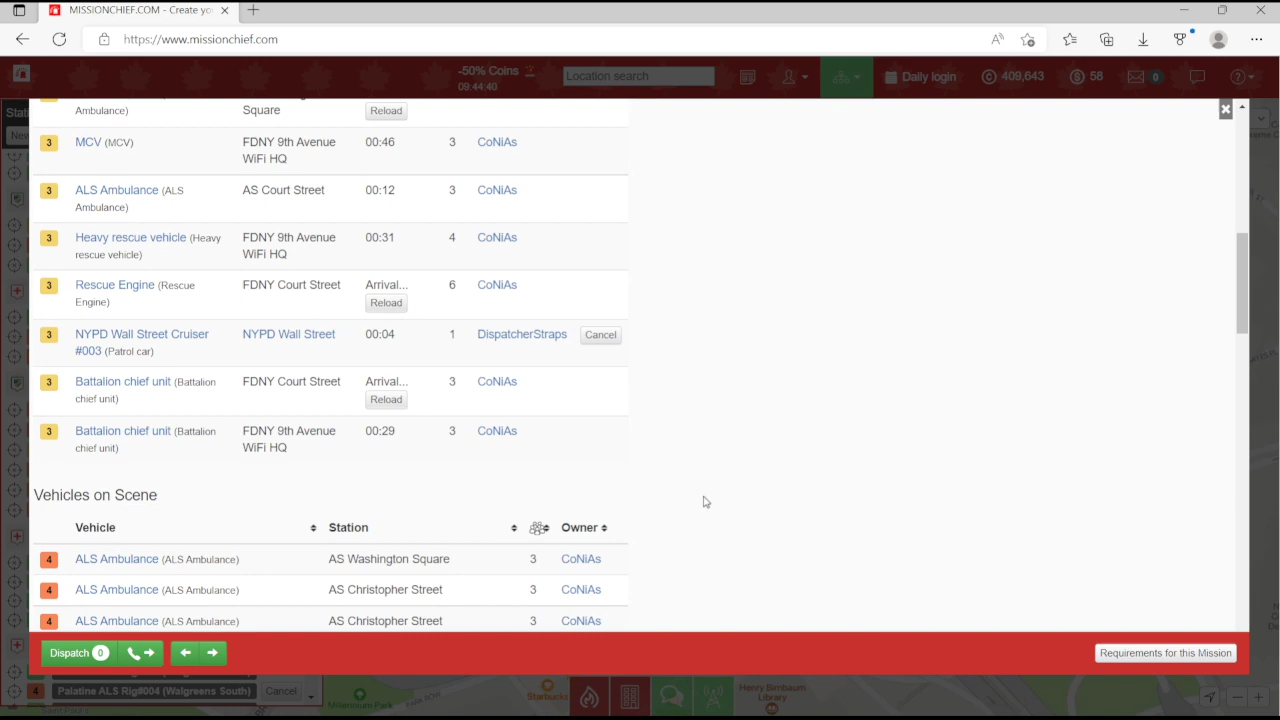 MISSIONCHIEF.COM - Create yo
https://www.missionchief.com
-50% Coins
09:44:40
Location search
Daily login
409,643
58
0
Stati
New
Ambulance)
Square
Reload
3 MCV (MCV) FDNY 9th Avenue 00:46 3 CoNiAs
WiFi HQ
3 ALS Ambulance (ALS AS Court Street 00:12 3 CoNiAs
Ambulance)
3 Heavy rescue vehicle (Heavy FDNY 9th Avenue 00:31 4 CoNiAs
rescue vehicle) WiFi HQ
3 Rescue Engine (Rescue FDNY Court Street Arrival... 6 CoNiAs
Engine) Reload
3 NYPD Wall Street Cruiser NYPD Wall Street 00:04 1 DispatcherStraps Cancel
#003 (Patrol car)
3 Battalion chief unit (Battalion FDNY Court Street Arrival... 3 CoNiAs
chief unit) Reload
3 Battalion chief unit (Battalion FDNY 9th Avenue 00:29 3 CoNiAs
chief unit) WiFi HQ
Vehicles on Scene
Vehicle Station Owner
4 ALS Ambulance (ALS Ambulance) AS Washington Square 3 CoNiAs
4 ALS Ambulance (ALS Ambulance) AS Christopher Street 3 CoNiAs
4 ALS Ambulance (ALS Ambulance) AS Christopher Street 3 CoNiAs
Dispatch 0
Requirements for this Mission
4 Palatine ALS Rig#004 (Walgreens South) Cancel
Millennium Park
Starbucks
Henry Birnbaum
Library